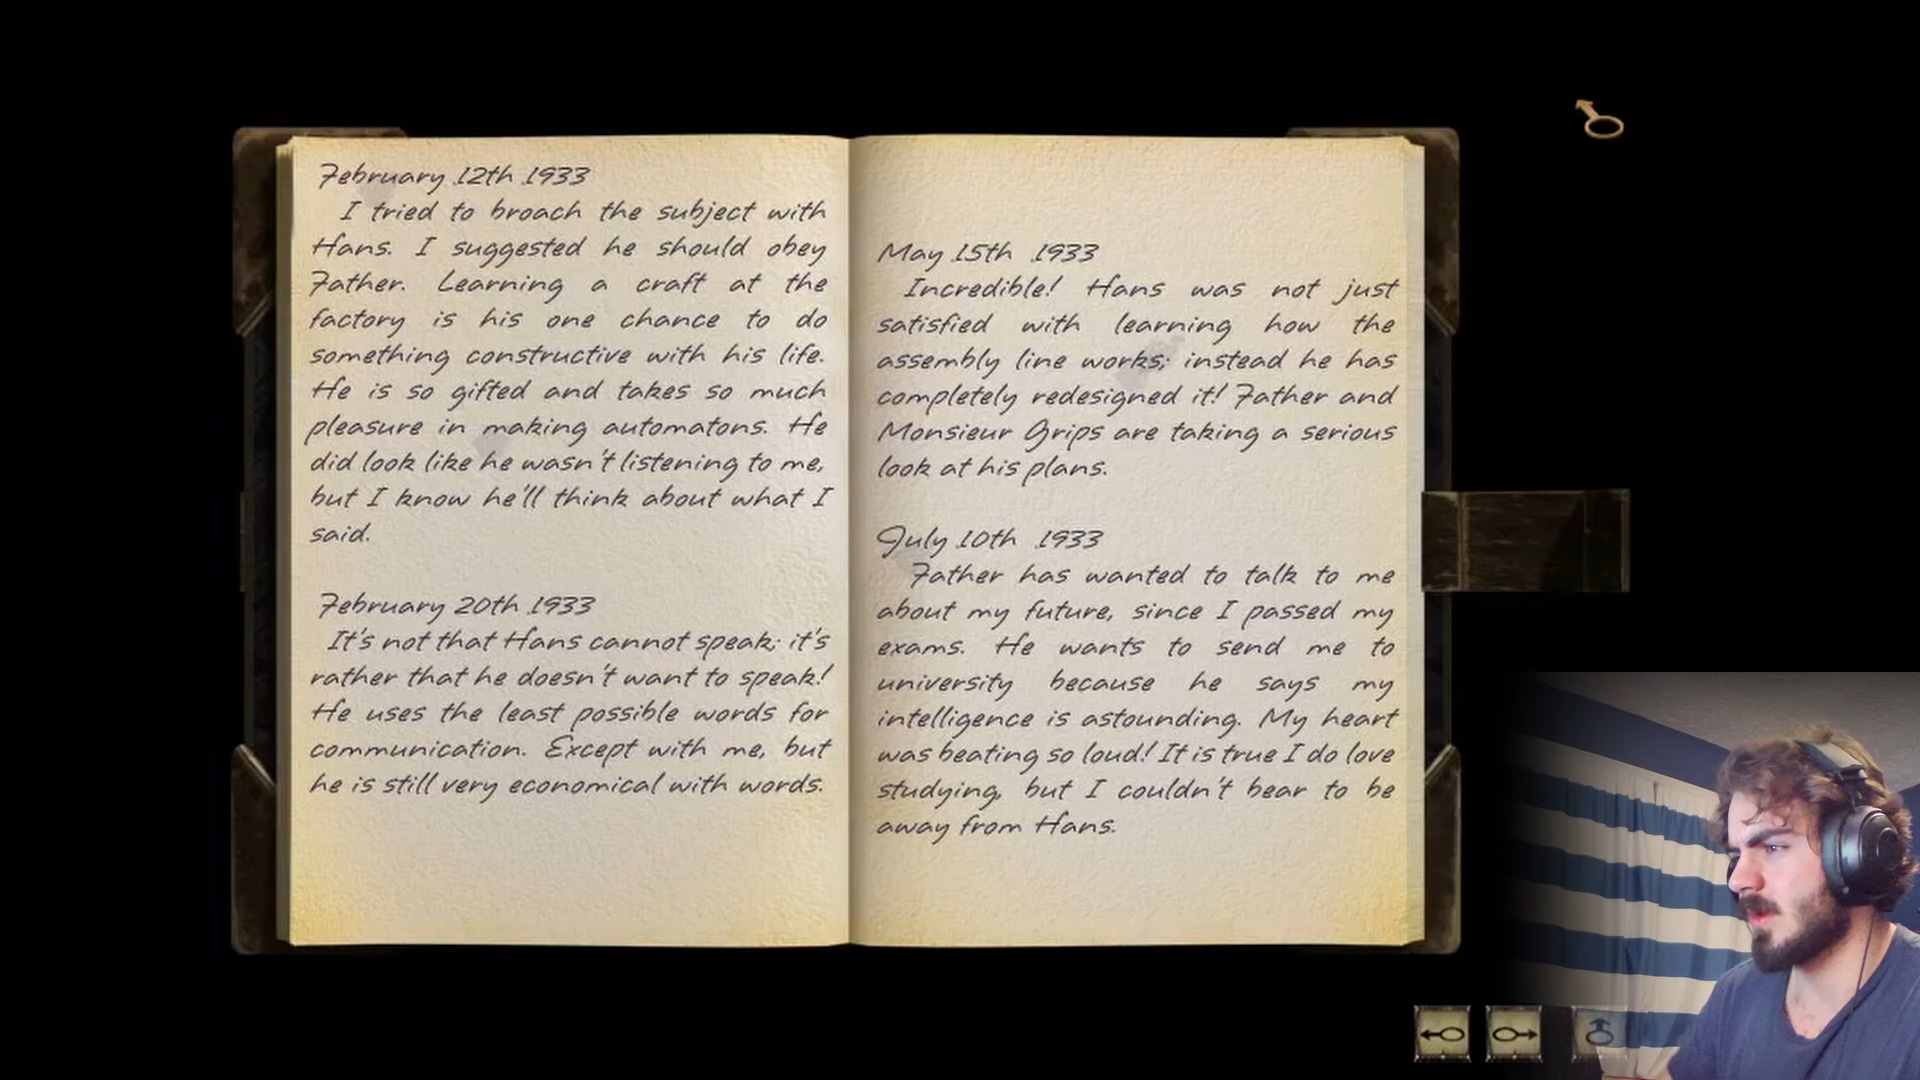 February 12th 1933
I tried to broach the subject with
Hans. I suggested he should obey
Father. Learning a craft at the
factory is his one chance to do
something constructive with his life.
He is so gifted and takes so much
pleasure in making automatons. He
did look like he wasn't listening to me,
but I know he'll think about what I
said.
February 20th 1933
It's not that Hans cannot speak; it's
rather that he doesn't want to speak!
He uses the least possible words for
communication. Except with me, but
he is still very economical with words.
May 15th 1933
Incredible! Hans was not just
satisfied with learning how the
assembly line works; instead he has
completely redesigned it! Father and
Monsieur Grips are taking a serious
look at his plans.
July 10th 1933
Father has wanted to talk to me
about my future, since I passed my
exams. He wants to send me to
university because he says my
intelligence is astounding. My heart
was beating so loud! It is true I do love
studying, but I couldn't bear to be
away from Hans.